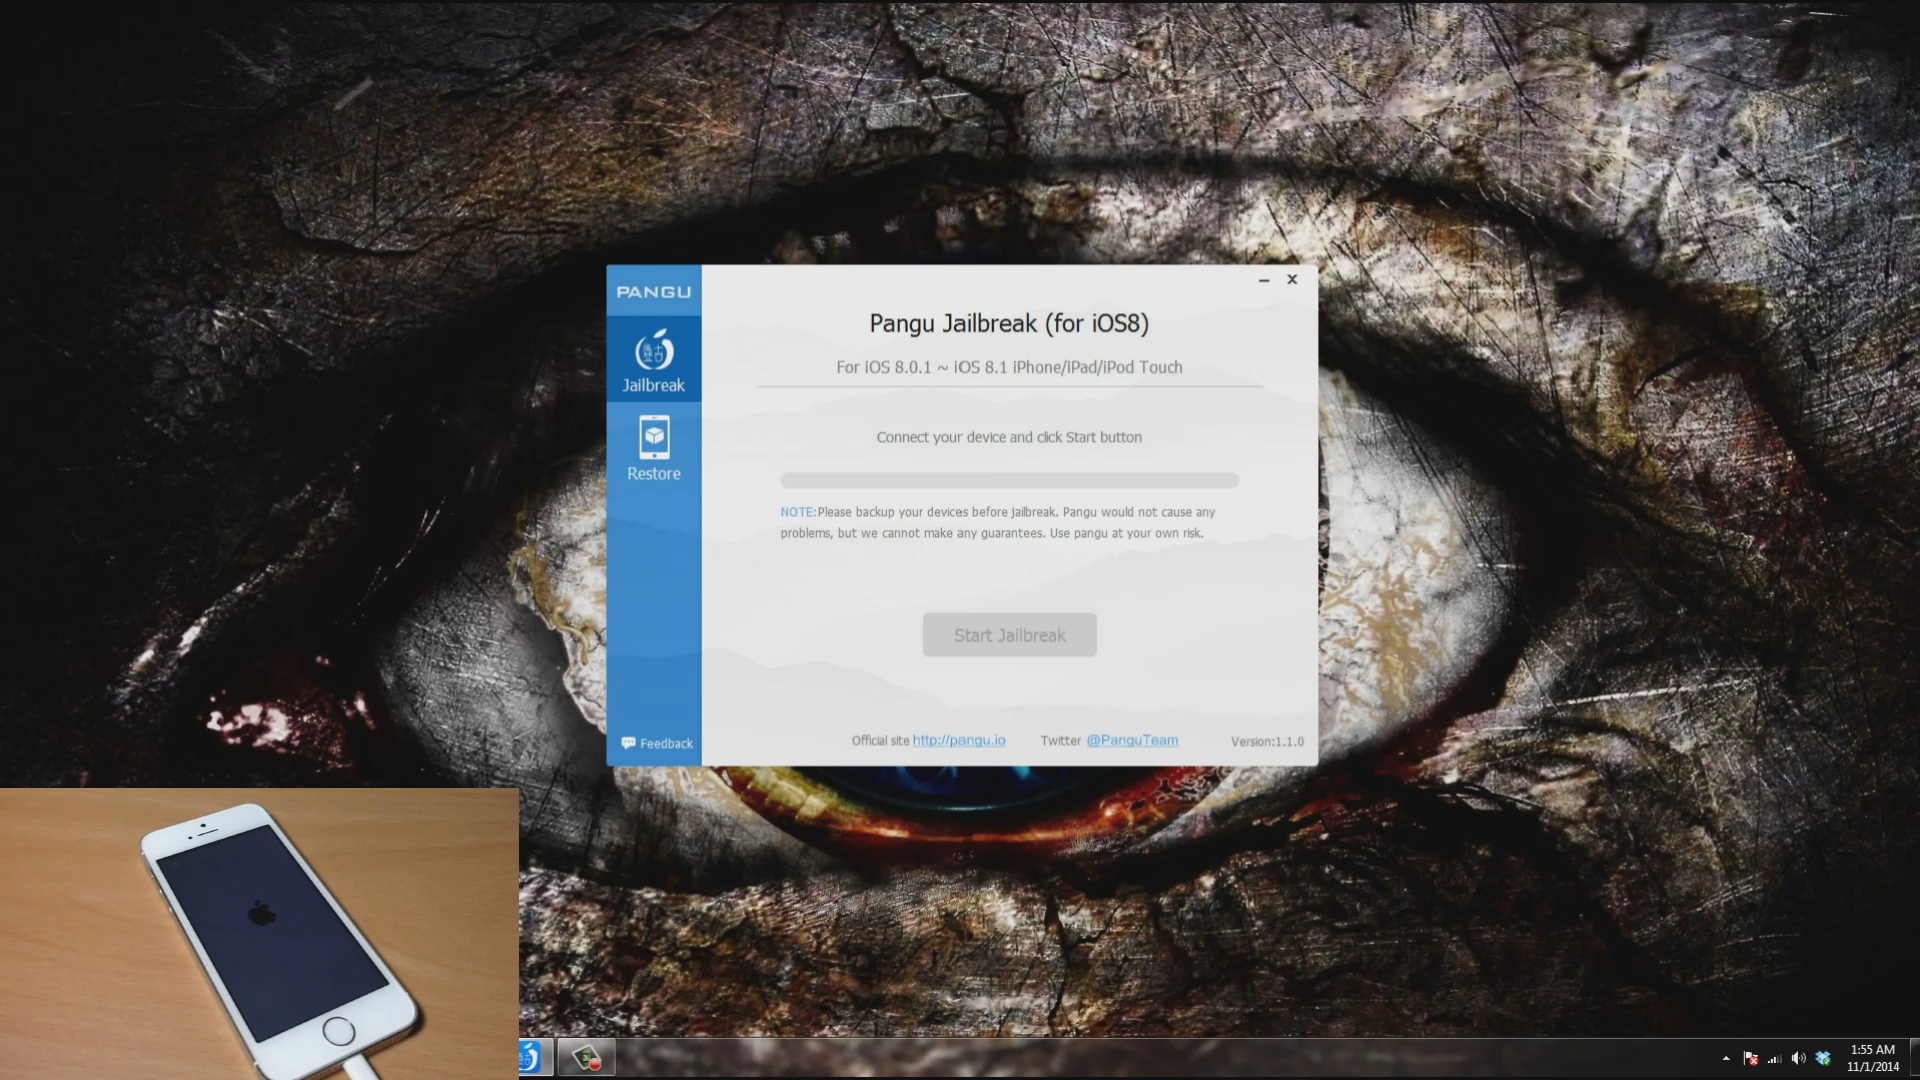 PANGU
Jailbreak
Restore
Feedback
Pangu Jailbreak (for iOS8)
For iOS 8.0.1 ~ iOS 8.1 iPhone/iPad/iPod Touch
Connect your device and click Start button
NOTE:Please backup your devices before jailbreak. Pangu would not cause any
problems, but we cannot make any guarantees. Use pangu at your own risk.
Start Jailbreak
Official site http://pangu.io Twitter @PanguTeam Version:1.1.0
1:55 AM
11/1/2014